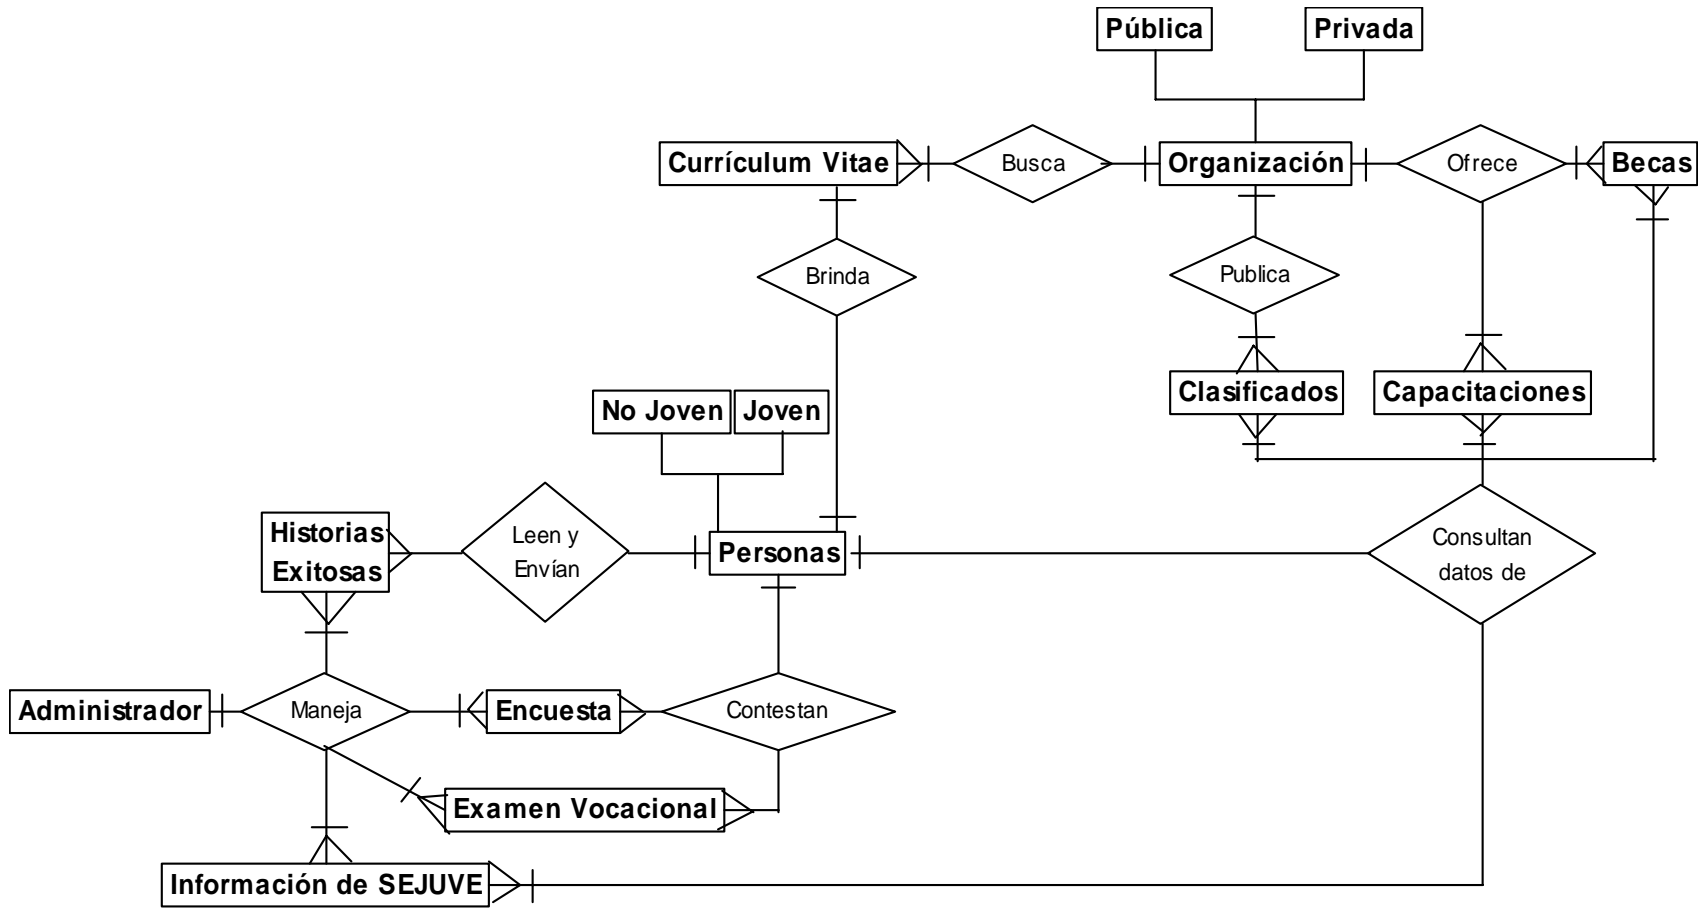 Pública
Privada
Currículum Vitae
Busca
Organización
Ofrece
Becas
Brinda
Publica
No Joven
Joven
Clasificados
Capacitaciones
Historias
Exitosas
Leen y
Envían
Personas
Consultan
datos de
Administrador
Maneja
Encuesta
Contestan
Examen Vocacional
Información de SEJUVE